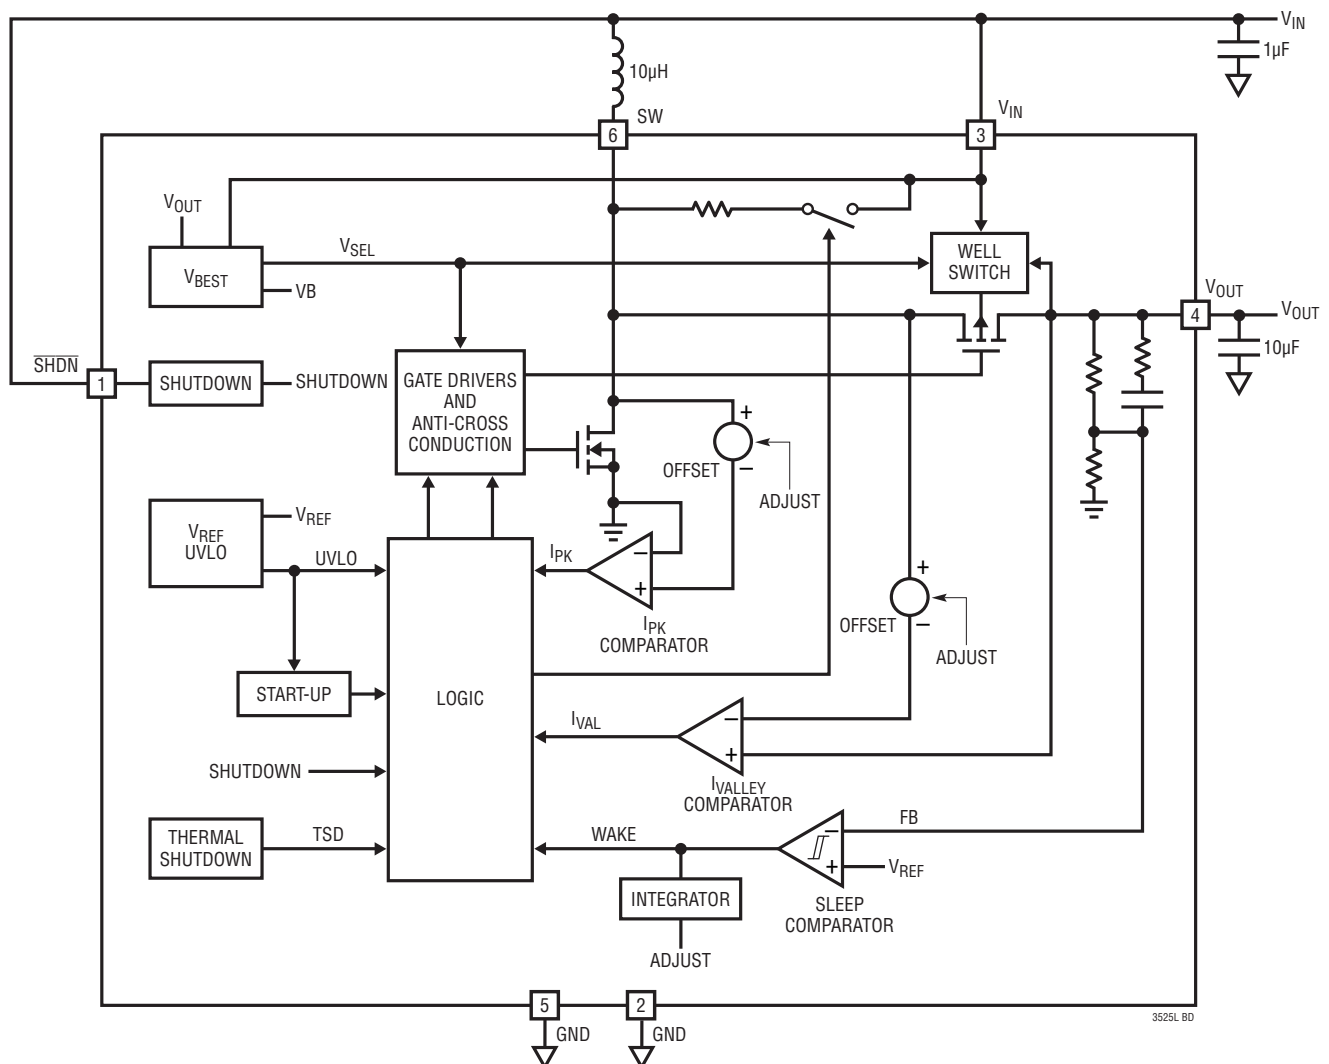 VIN
1µF
10µH
SW
6
VIN
3
VOUT
VSEL
VBEST
VB
WELL
SWITCH
VOUT
4
VOUT
10µF
SHDN
1
SHUTDOWN
SHUTDOWN
GATE DRIVERS
AND
ANTI-CROSS
CONDUCTION
+
OFFSET
–
ADJUST
VREF
UVLO
VREF
UVLO
IPK
–
+
IPK
COMPARATOR
+
OFFSET
–
ADJUST
START-UP
LOGIC
IVAL
–
+
IVALLEY
COMPARATOR
SHUTDOWN
THERMAL
SHUTDOWN
TSD
WAKE
–
+
FB
VREF
SLEEP
COMPARATOR
INTEGRATOR
ADJUST
5
GND
2
GND
3525L BD